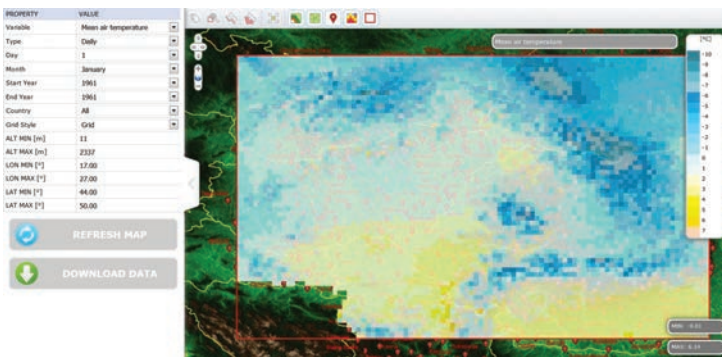 PROPERTY VALUE
Variable Mean air temperature
Type Daily
Day 1
Month January
Start Year 1961
End Year 1961
Country All
Grid Style Grid
ALT MIN [m] 11
ALT MAX [m] 2337
LON MIN [°] 17.00
LON MAX [°] 27.00
LAT MIN [°] 44.00
LAT MAX [°] 50.00
REFRESH MAP
DOWNLOAD DATA
Mean air temperature
[°C]
-10
-9
-8
-7
-6
-5
-4
-3
-2
-1
0
1
2
3
4
5
6
7
MAX: 6.14